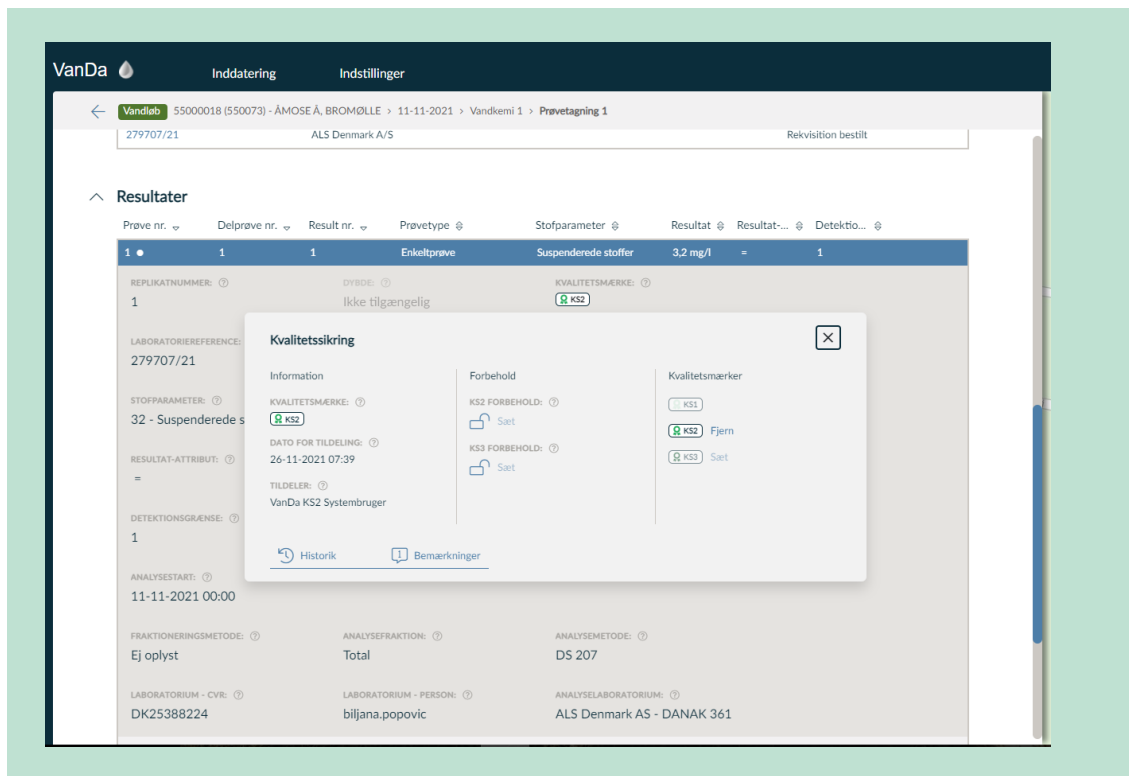 VanDa
Inddatering
Indstillinger
Vandløb 55000018 (550073) - ÅMOSE Å, BROMØLLE > 11-11-2021 > Vandkemi 1 > Prøvetagning 1
279707/21 ALS Denmark A/S Rekvisition bestilt
Resultater
Prøve nr. Delprøve nr. Result nr. Prøvetype Stofparameter Resultat Resultat-... Detektio...
1 1 1 Enkeltprøve Suspenderede stoffer 3,2 mg/l = 1
REPLIKATNUMMER: DYBDE: KVALITETSMÆRKE:
1 Ikke tilgængelig KS2
LABORATORIEREFERENCE:
279707/21
STOFPARAMETER:
32 - Suspenderede s
RESULTAT-ATTRIBUT:
=
DETEKTIONSGRÆNSE:
1
ANALYSESTART:
11-11-2021 00:00
Kvalitetssikring
Information
KVALITETSMÆRKE:
KS2
DATO FOR TILDELING:
26-11-2021 07:39
TILDELER:
VanDa KS2 Systembruger
Forbehold
KS2 FORBEHOLD:
Sæt
KS3 FORBEHOLD:
Sæt
Kvalitetsmærker
KS1
KS2 Fjern
KS3 Sæt
Historik
1 Bemærkninger
FRAKTIONERINGSMETODE: ANALYSEFRAKTION: ANALYSEMETODE:
Ej oplyst Total DS 207
LABORATORIUM - CVR: LABORATORIUM - PERSON: ANALYSELABORATORIUM:
DK25388224 biljana.popovic ALS Denmark AS - DANAK 361